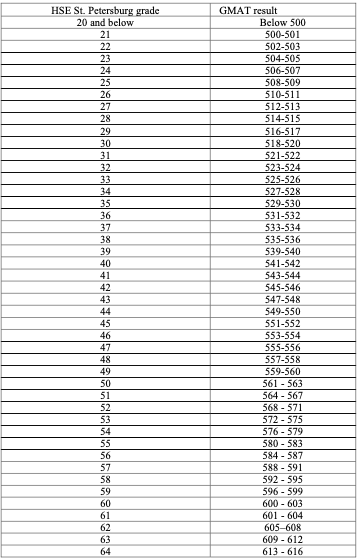 HSE St. Petersburg grade GMAT result
20 and below Below 500
21 500-501
22 502-503
23 504-505
24 506-507
25 508-509
26 510-511
27 512-513
28 514-515
29 516-517
30 518-520
31 521-522
32 523-524
33 525-526
34 527-528
35 529-530
36 531-532
37 533-534
38 535-536
39 539-540
40 541-542
41 543-544
42 545-546
43 547-548
44 549-550
45 551-552
46 553-554
47 555-556
48 557-558
49 559-560
50 561 - 563
51 564 - 567
52 568 - 571
53 572 - 575
54 576 - 579
55 580 - 583
56 584 - 587
57 588 - 591
58 592 - 595
59 596 - 599
60 600 - 603
61 601 - 604
62 605–608
63 609 - 612
64 613 - 616